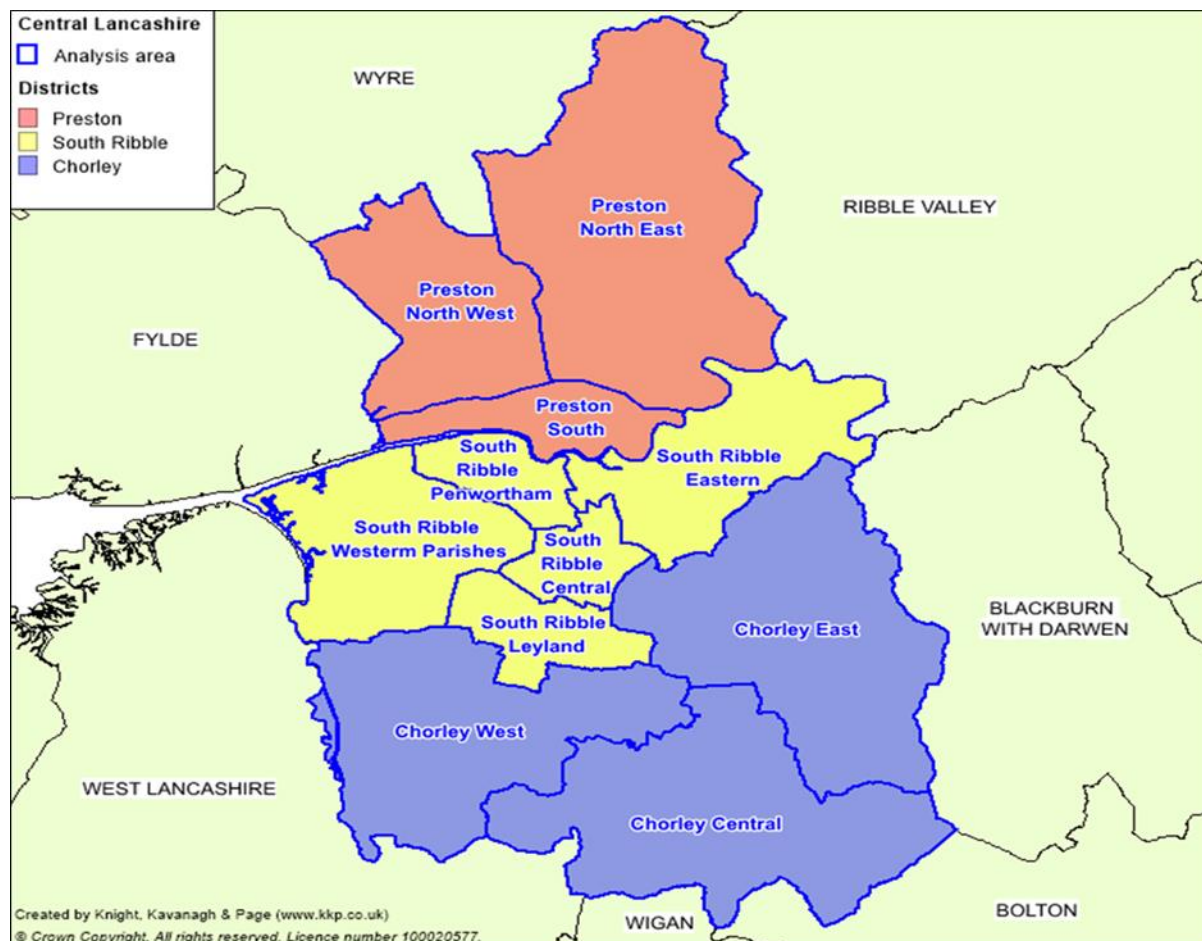 Central Lancashire
Analysis area
Districts
Preston
South Ribble
Chorley
WYRE
Preston
North East
RIBBLE VALLEY
Preston
North West
FYLDE
Preston
South
South
Ribble
Penwortham
South Ribble
Eastern
South Ribble
Westerm Parishes
South
Ribble
Central
South Ribble
Leyland
Chorley East
BLACKBURN
WITH DARWEN
Chorley West
WEST LANCASHIRE
Chorley Central
BOLTON
WIGAN
Created by Knight, Kavanagh & Page (www.kkp.co.uk)
© Crown Copyright. All rights reserved. Licence number 100020577.